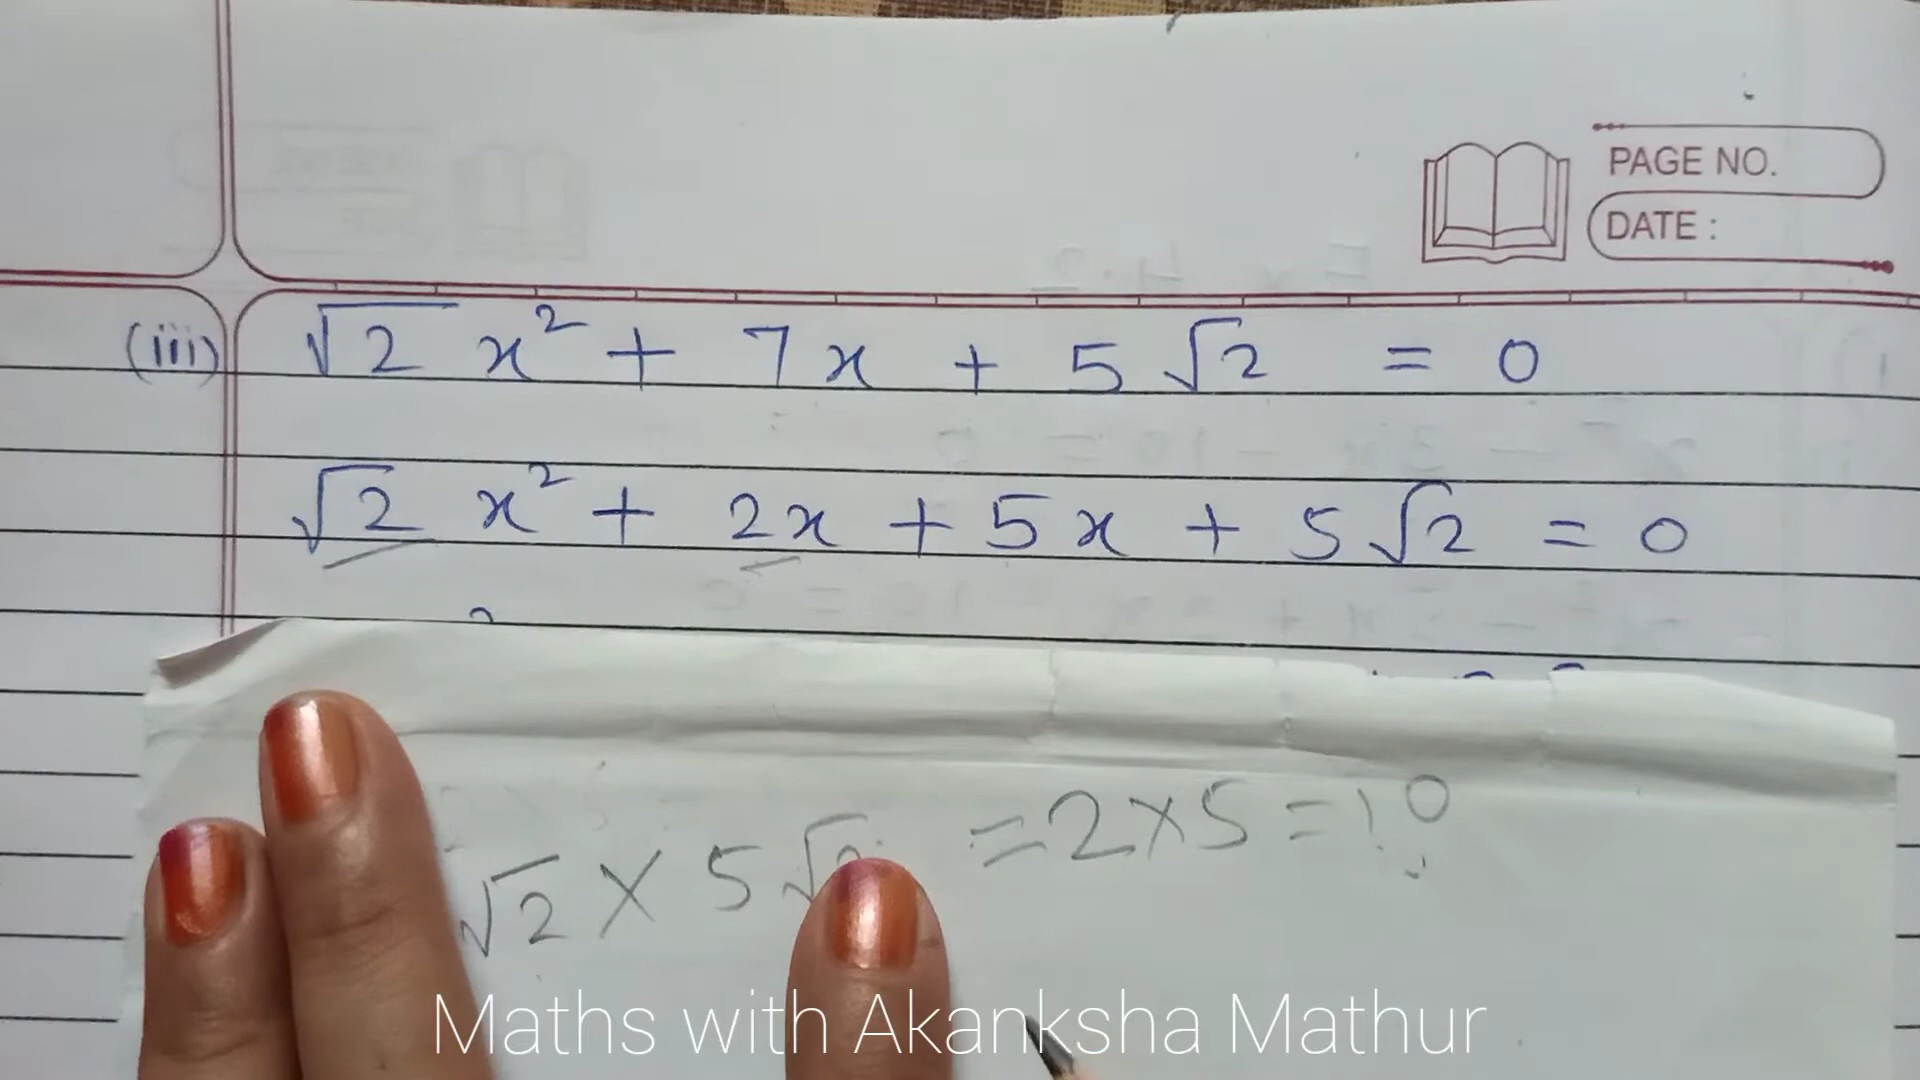 PAGE NO.
DATE :
(iii) √2 x² + 7x + 5√2 = 0
√2 x² + 2x + 5x + 5√2 = 0
√2 × 5√2 = 2×5 = 10
Maths with Akanksha Mathur